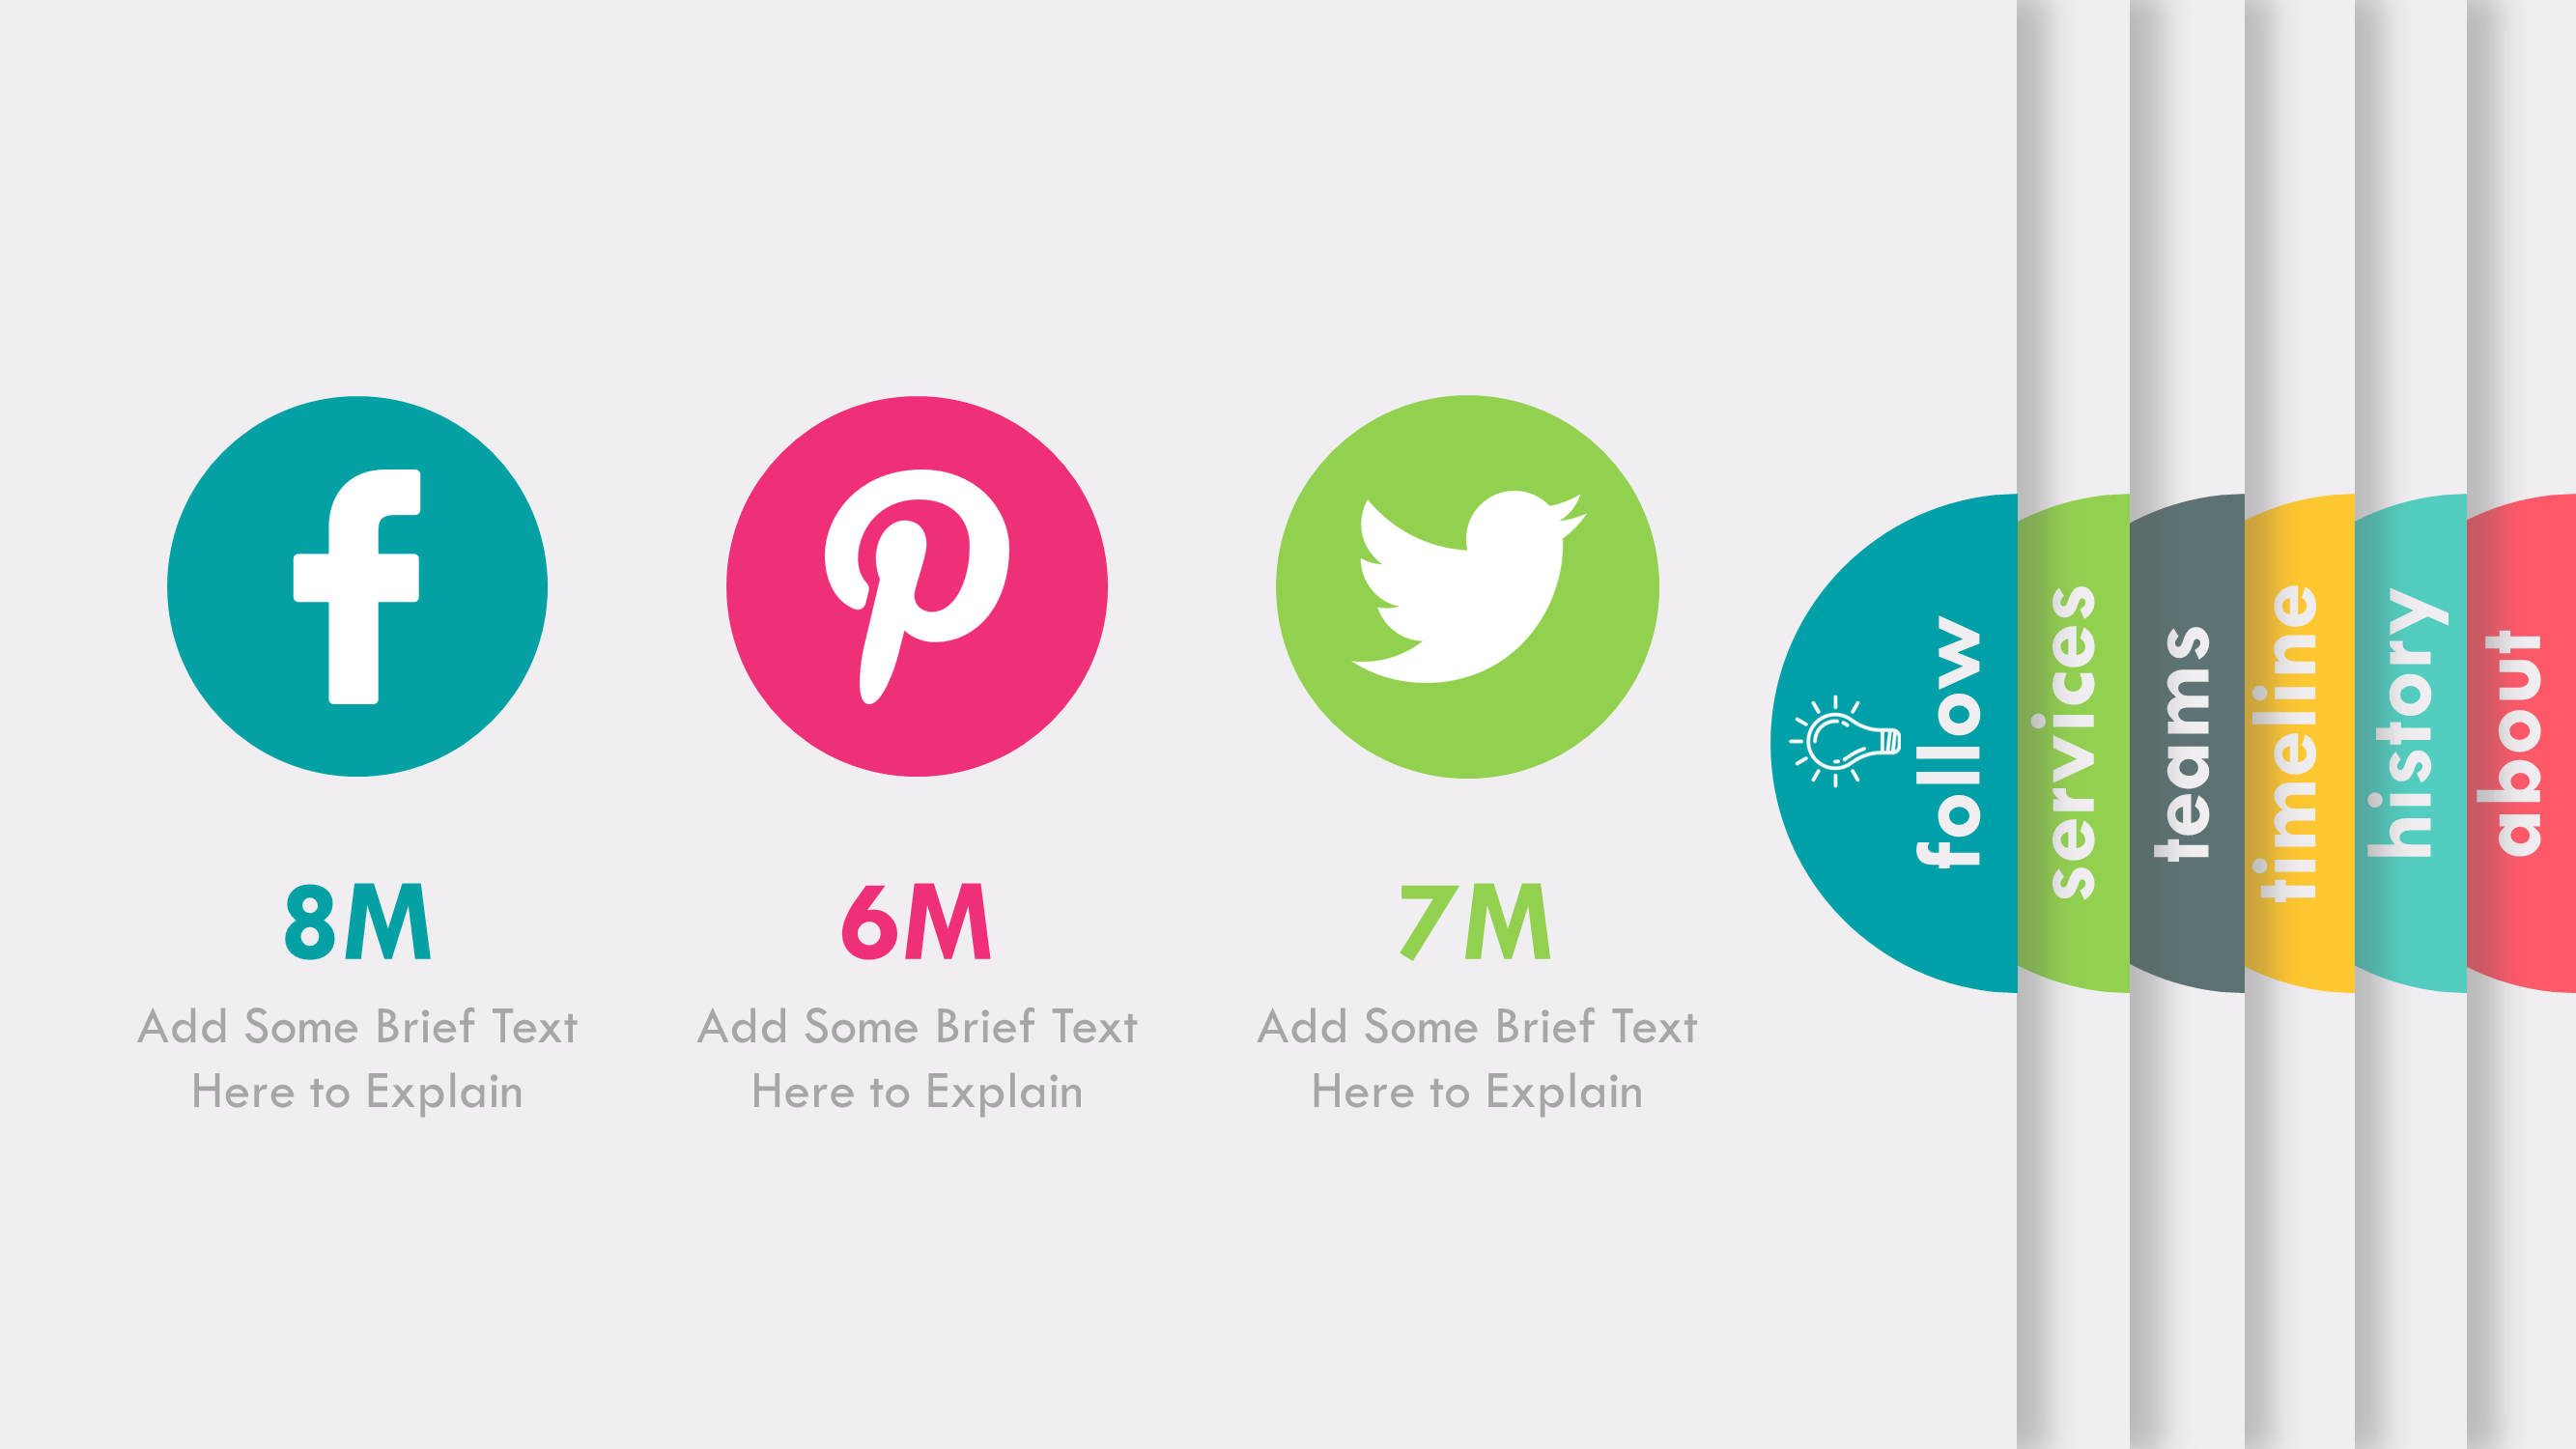 8M
Add Some Brief Text
Here to Explain
6M
Add Some Brief Text
Here to Explain
7M
Add Some Brief Text
Here to Explain
follow
services
teams
timeline
history
about